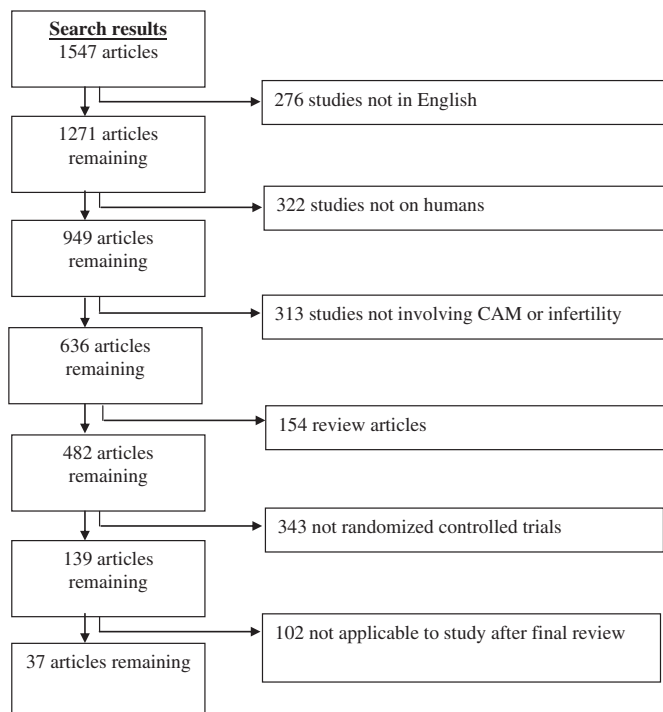 Search results
1547 articles
276 studies not in English
1271 articles
remaining
322 studies not on humans
949 articles
remaining
313 studies not involving CAM or infertility
636 articles
remaining
154 review articles
482 articles
remaining
343 not randomized controlled trials
139 articles
remaining
102 not applicable to study after final review
37 articles remaining